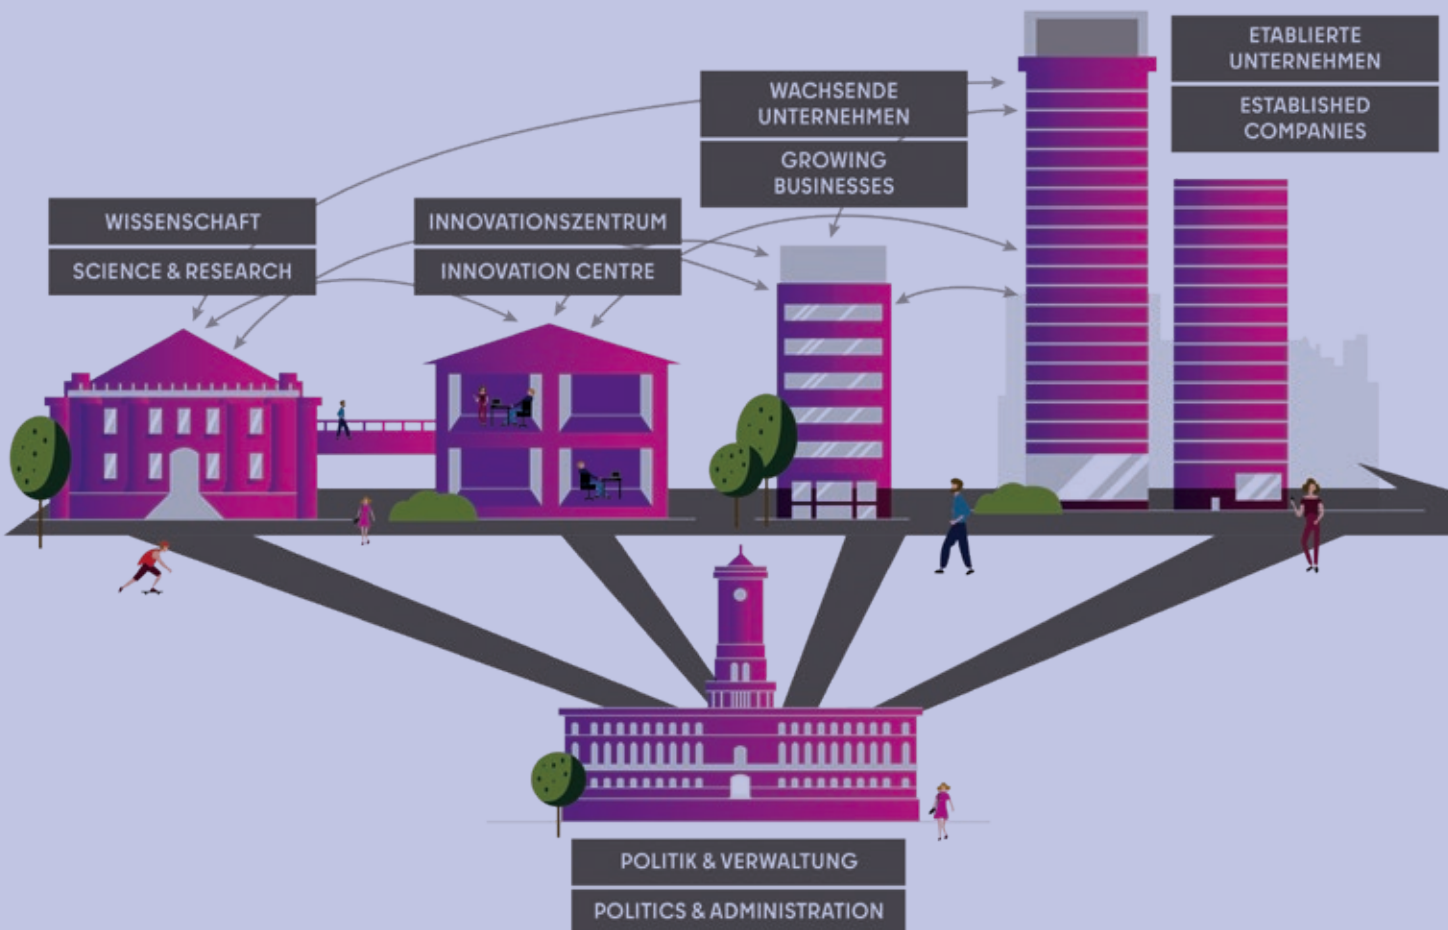 WISSENSCHAFT
SCIENCE & RESEARCH
INNOVATIONSZENTRUM
INNOVATION CENTRE
WACHSENDE
UNTERNEHMEN
GROWING
BUSINESSES
ETABLIERTE
UNTERNEHMEN
ESTABLISHED
COMPANIES
POLITIK & VERWALTUNG
POLITICS & ADMINISTRATION